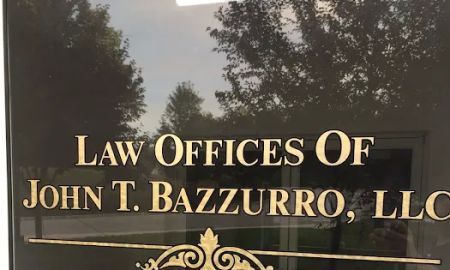 LAW OFFICES OF
JOHN T. BAZZURRO, LLC